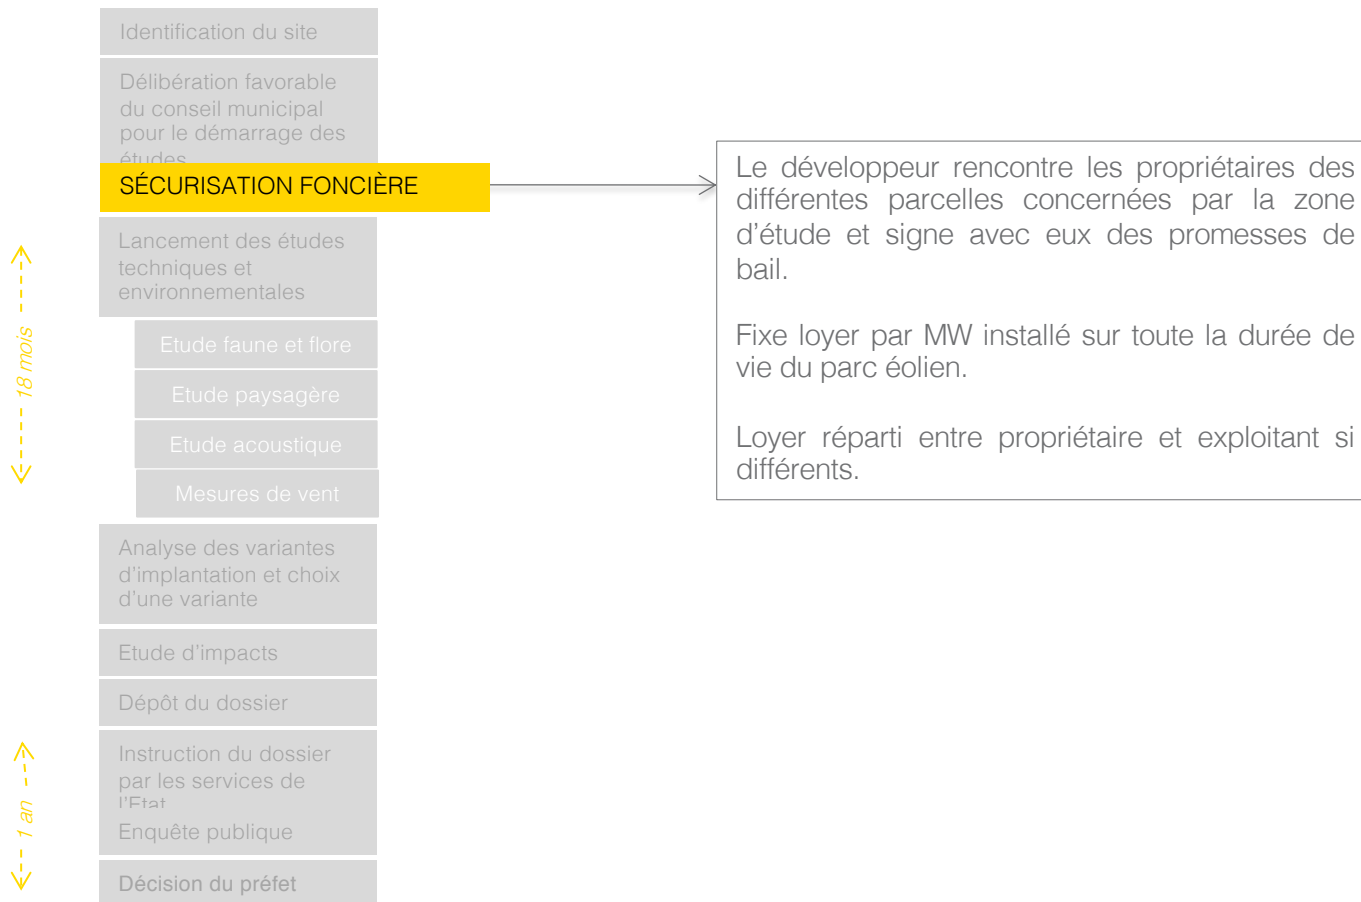 Identification du site
Délibération favorable
du conseil municipal
pour le démarrage des
études
SÉCURISATION FONCIÈRE
Lancement des études
techniques et
environnementales
Etude faune et flore
Etude paysagère
Etude acoustique
Mesures de vent
Analyse des variantes
d'implantation et choix
d'une variante
Etude d'impacts
Dépôt du dossier
Instruction du dossier
par les services de
l'Etat
Enquête publique
Décision du préfet
18 mois
1 an
Le développeur rencontre les propriétaires des
différentes parcelles concernées par la zone
d'étude et signe avec eux des promesses de
bail.
Fixe loyer par MW installé sur toute la durée de
vie du parc éolien.
Loyer réparti entre propriétaire et exploitant si
différents.